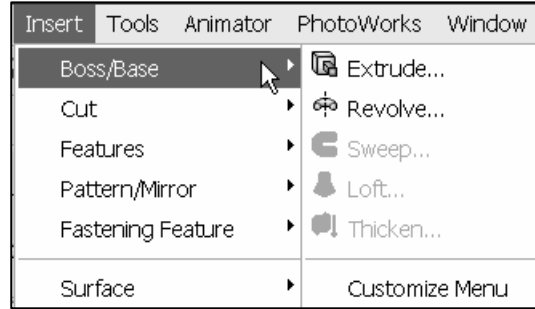 Insert Tools Animator PhotoWorks Window
Boss/Base
Cut
Features
Pattern/Mirror
Fastening Feature
Surface
Extrude...
Revolve...
Sweep...
Loft...
Thicken...
Customize Menu